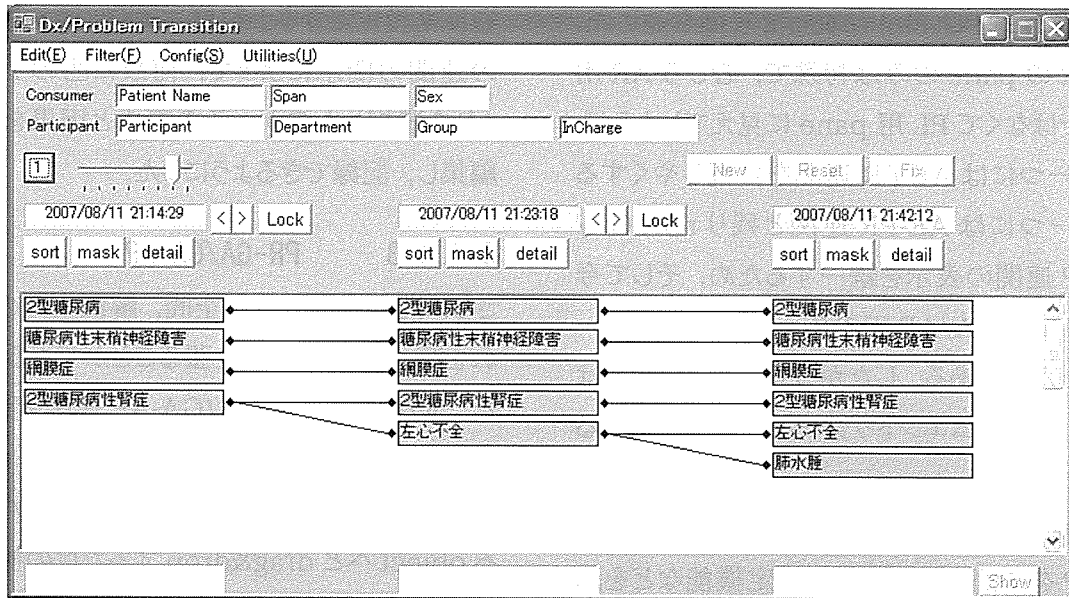 Dx/Problem Transition
Edit(E) Filter(F) Config(S) Utilities(U)
Consumer Patient Name Span Sex
Participant Participant Department Group InCharge
1 New Reset Fix
2007/08/11 21:14:29 < > Lock 2007/08/11 21:23:18 < > Lock 2007/08/11 21:42:12
sort mask detail sort mask detail sort mask detail
2型糖尿病 2型糖尿病 2型糖尿病
糖尿病性末梢神経障害 糖尿病性末梢神経障害 糖尿病性末梢神経障害
網膜症 網膜症 網膜症
2型糖尿病性腎症 2型糖尿病性腎症 2型糖尿病性腎症
左心不全 左心不全
肺水腫
Show